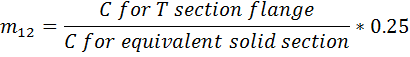 m₁₂ = C for T section flange / C for equivalent solid section * 0.25